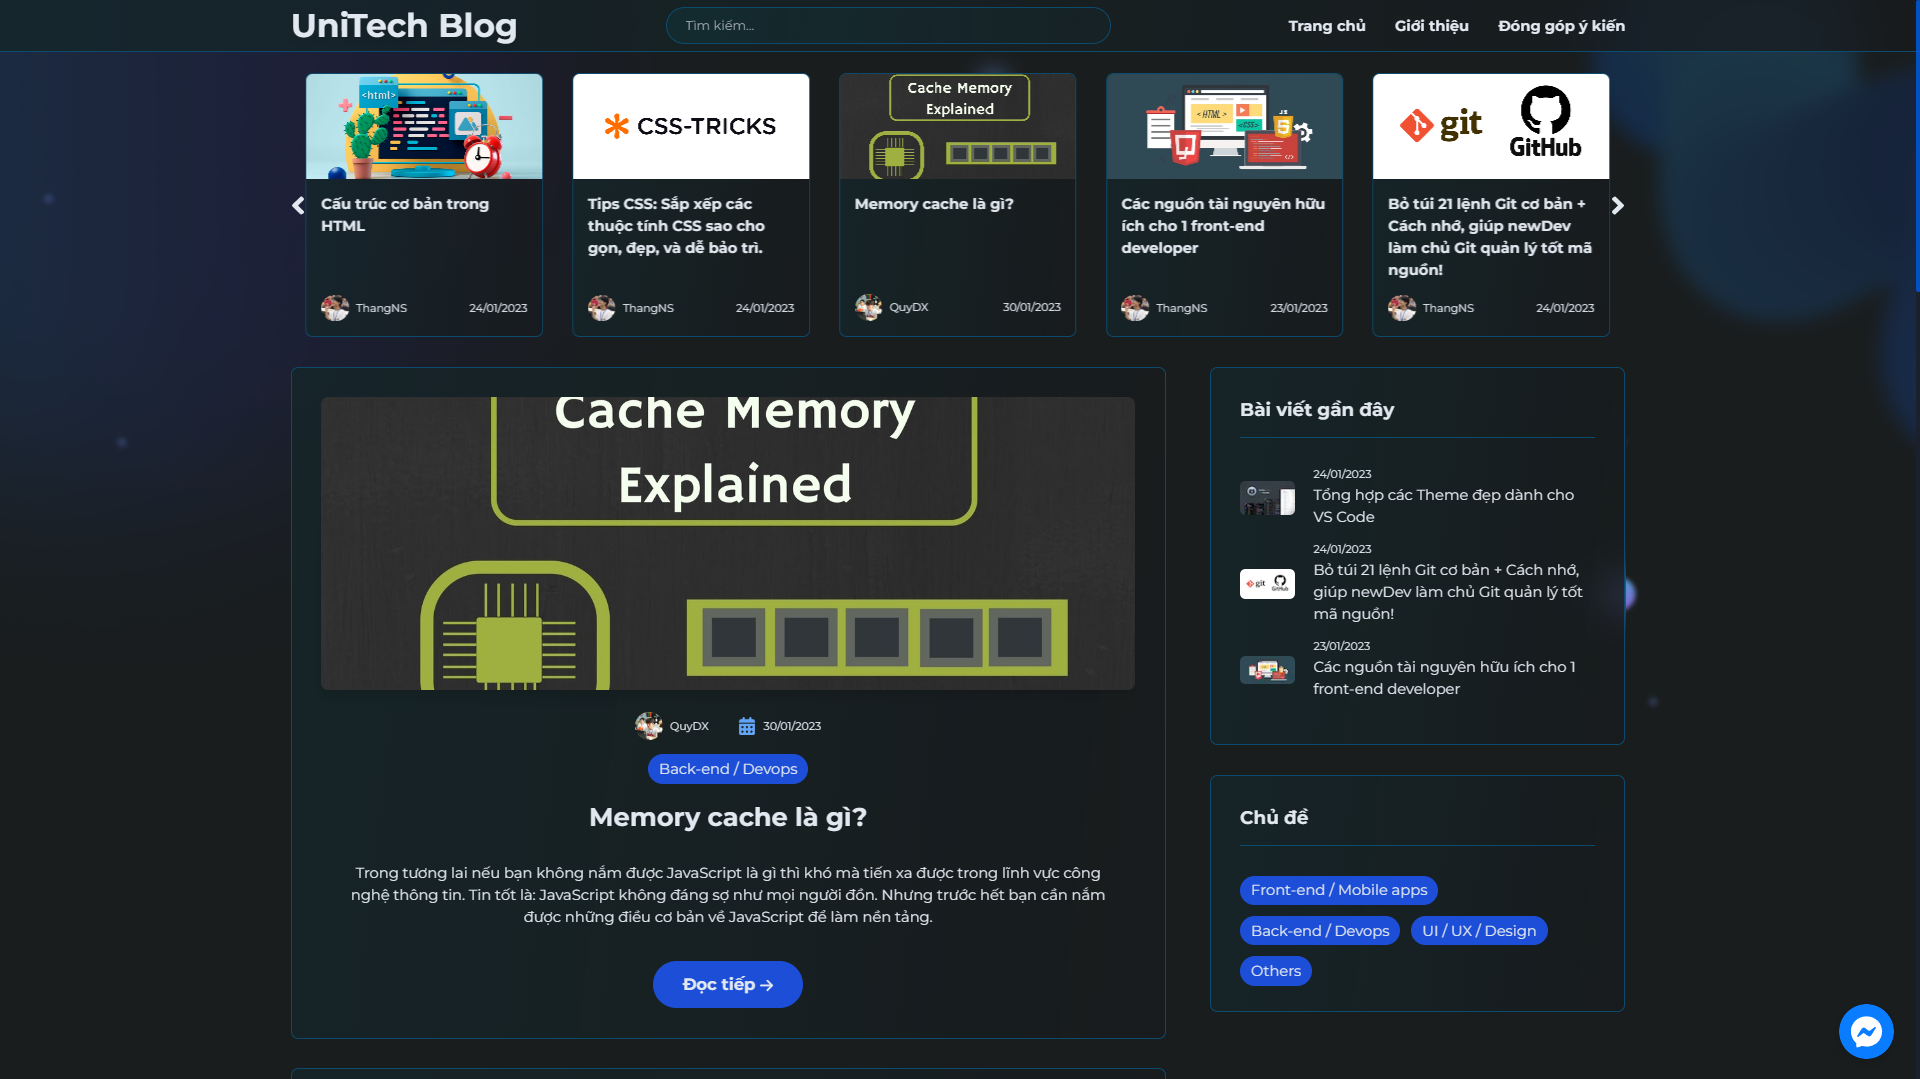 UniTech Blog
Tìm kiếm...
Trang chủ
Giới thiệu
Đóng góp ý kiến
<html>
Cấu trúc cơ bản trong
HTML
ThangNS
24/01/2023
CSS-TRICKS
Tips CSS: Sắp xếp các
thuộc tính CSS sao cho
gọn, đẹp, và dễ bảo trì.
ThangNS
24/01/2023
Cache Memory
Explained
Memory cache là gì?
QuyDX
30/01/2023
<HTML>
<CSS>
JS
Các nguồn tài nguyên hữu
ích cho 1 front-end
developer
ThangNS
23/01/2023
git
GitHub
Bỏ túi 21 lệnh Git cơ bản +
Cách nhớ, giúp newDev
làm chủ Git quản lý tốt mã
nguồn!
ThangNS
24/01/2023
Cache Memory
Explained
QuyDX
30/01/2023
Back-end / Devops
Memory cache là gì?
Trong tương lai nếu bạn không nắm được JavaScript là gì thì khó mà tiến xa được trong lĩnh vực công
nghệ thông tin. Tin tốt là: JavaScript không đáng sợ như mọi người đồn. Nhưng trước hết bạn cần nắm
được những điều cơ bản về JavaScript để làm nền tảng.
Đọc tiếp →
Bài viết gần đây
24/01/2023
Tổng hợp các Theme đẹp dành cho
VS Code
24/01/2023
git
GitHub
Bỏ túi 21 lệnh Git cơ bản + Cách nhớ,
giúp newDev làm chủ Git quản lý tốt
mã nguồn!
23/01/2023
Các nguồn tài nguyên hữu ích cho 1
front-end developer
Chủ đề
Front-end / Mobile apps
Back-end / Devops
UI / UX / Design
Others